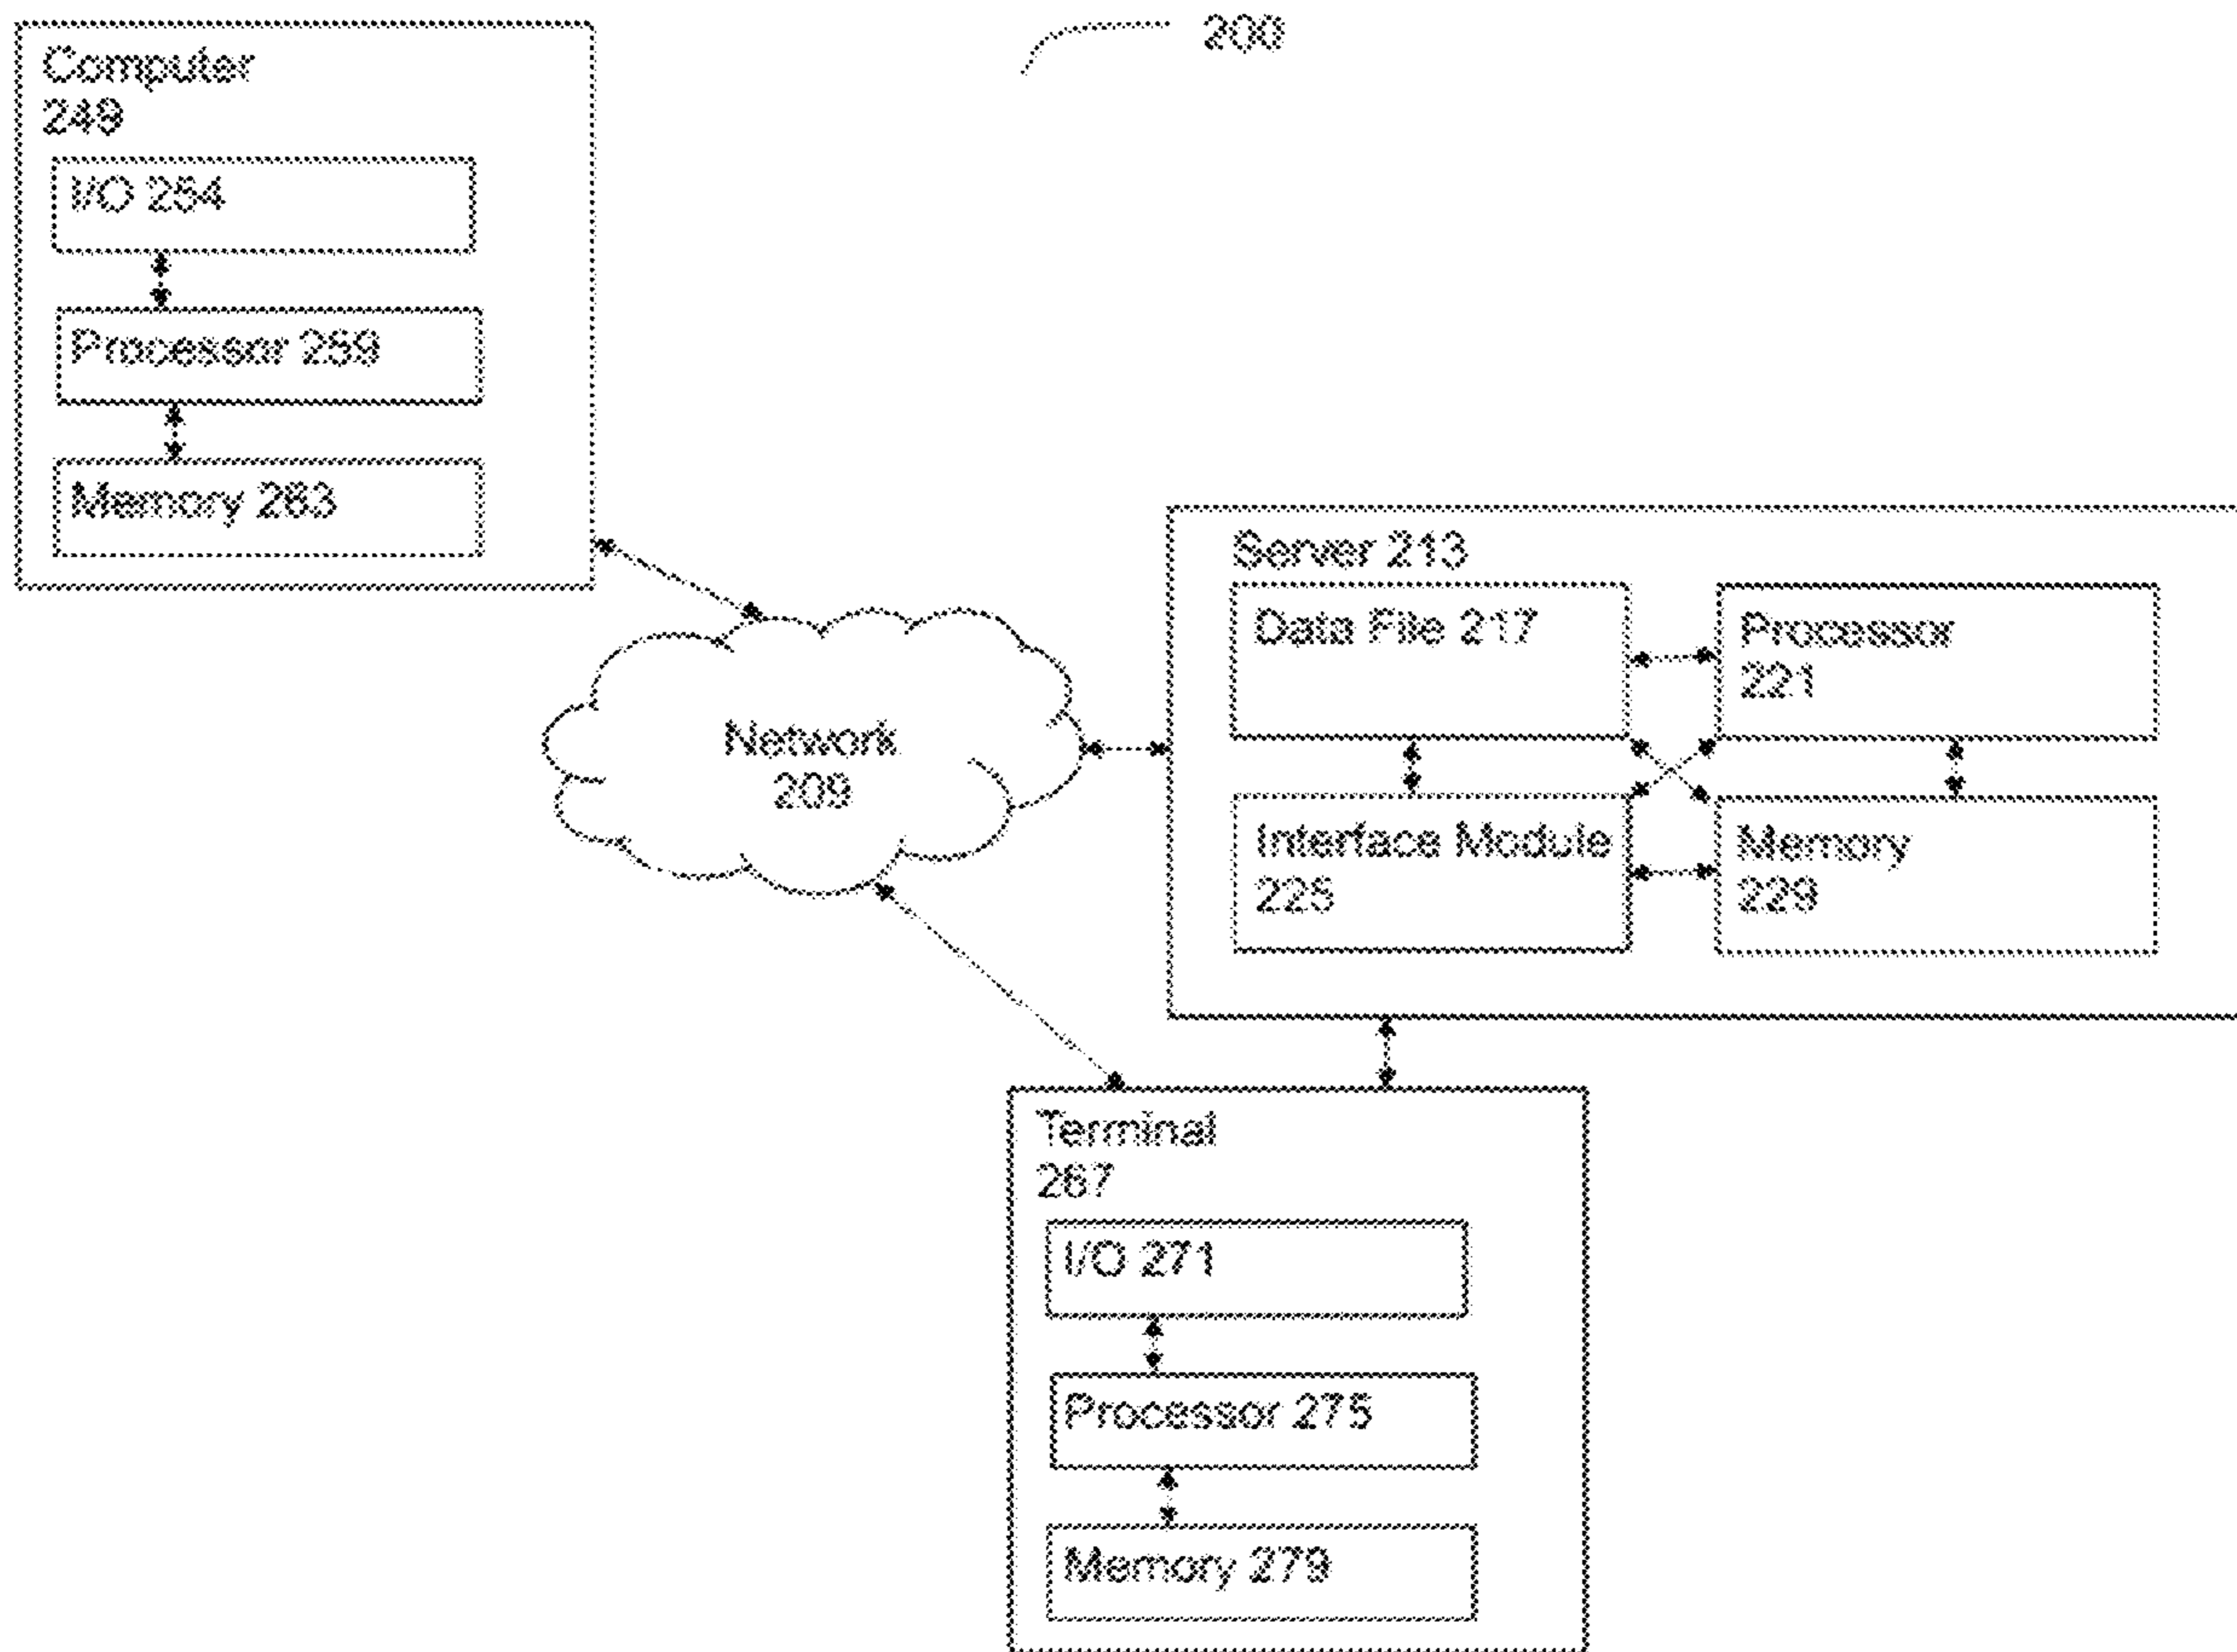 200
Computer
249
I/O 254
Processor 259
Memory 263
Network
209
Server 213
Data File 217
Processor
221
Interface Module
225
Memory
229
Terminal
267
I/O 271
Processor 275
Memory 279